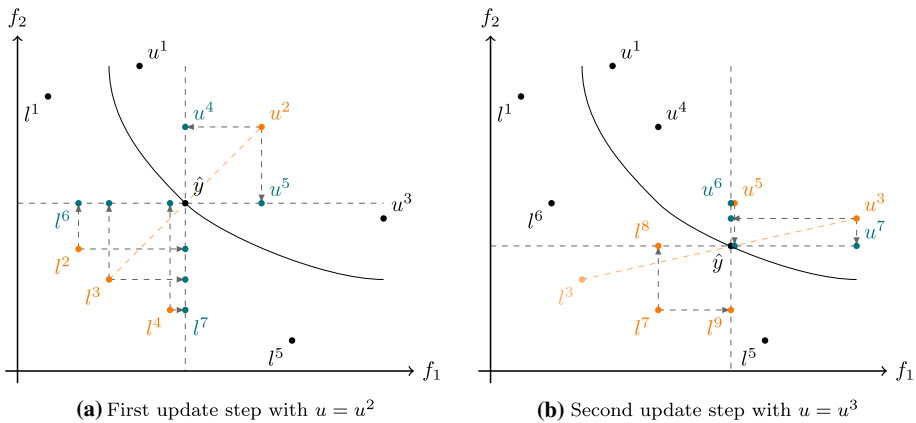 f₂
u¹
l¹
u⁴
u²
ŷ
u⁵
l⁶
u³
l²
l³
l⁴
l⁷
l⁵
f₁
(a) First update step with u = u²
f₂
u¹
l¹
u⁴
u⁶
u⁵
l⁶
l⁸
u³
u⁷
ŷ
l³
l⁷
l⁹
l⁵
f₁
(b) Second update step with u = u³